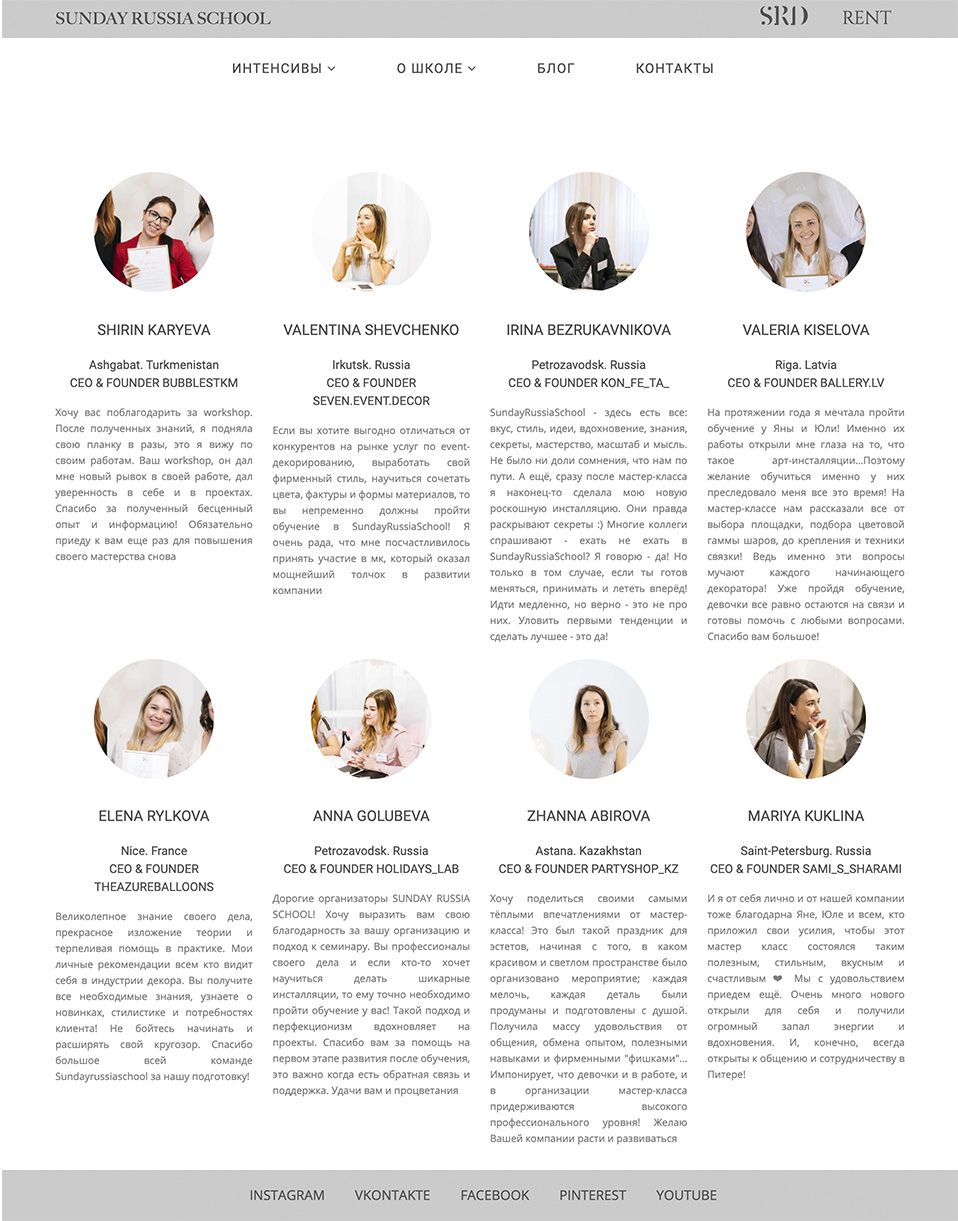 SUNDAY RUSSIA SCHOOL
SRD
RENT
ИНТЕНСИВЫ
О ШКОЛЕ
БЛОГ
КОНТАКТЫ
SHIRIN KARYEVA
Ashgabat. Turkmenistan
CEO & FOUNDER BUBBLESTKM
Хочу вас поблагодарить за workshop.
После полученных знаний, я подняла
свою планку в разы, это я вижу по
своим работам. Ваш workshop, он дал
мне новый рывок в своей работе, дал
уверенность в себе и в проектах.
Спасибо за полученный бесценный
опыт и информацию! Обязательно
приеду к вам еще раз для повышения
своего мастерства снова
VALENTINA SHEVCHENKO
Irkutsk. Russia
CEO & FOUNDER
SEVEN.EVENT.DECOR
Если вы хотите выгодно отличаться от
конкурентов на рынке услуг по event-
декорированию, выработать свой
фирменный стиль, научиться сочетать
цвета, фактуры и формы материалов, то
вы непременно должны пройти
обучение в SundayRussiaSchool! Я
очень рада, что мне посчастливилось
принять участие в мк, который оказал
мощнейший толчок в развитии
компании
IRINA BEZRUKAVNIKOVA
Petrozavodsk. Russia
CEO & FOUNDER KON_FE_TA_
SundayRussiaSchool - здесь есть все:
вкус, стиль, идеи, вдохновение, знания,
секреты, мастерство, масштаб и мысль.
Не было ни доли сомнения, что нам по
пути. А ещё, сразу после мастер-класса
я наконец-то сделала мою новую
роскошную инсталляцию. Они правда
раскрывают секреты :) Многие коллеги
спрашивают - ехать не ехать в
SundayRussiaSchool? Я говорю - да! Но
только в том случае, если ты готов
меняться, принимать и лететь вперёд!
Идти медленно, но верно - это не про
них. Уловить первыми тенденции и
сделать лучшее - это да!
VALERIA KISELOVA
Riga. Latvia
CEO & FOUNDER BALLERY.LV
На протяжении года я мечтала пройти
обучение у Яны и Юли! Именно их
работы открыли мне глаза на то, что
такое арт-инсталляции...Поэтому
желание обучиться именно у них
преследовало меня все это время! На
мастер-классе нам рассказали все от
выбора площадки, подбора цветовой
гаммы шаров, до крепления и техники
связки! Ведь именно эти вопросы
мучают каждого начинающего
декоратора! Уже пройдя обучение,
девочки все равно остаются на связи и
готовы помочь с любыми вопросами.
Спасибо вам большое!
ELENA RYLKOVA
Nice. France
CEO & FOUNDER
THEAZUREBALLOONS
Великолепное знание своего дела,
прекрасное изложение теории и
терпеливая помощь в практике. Мои
личные рекомендации всем кто видит
себя в индустрии декора. Вы получите
все необходимые знания, узнаете о
новинках, стилистике и потребностях
клиента! Не бойтесь начинать и
расширять свой кругозор. Спасибо
большое всей команде
Sundayrussiaschool за нашу подготовку!
ANNA GOLUBEVA
Petrozavodsk. Russia
CEO & FOUNDER HOLIDAYS_LAB
Дорогие организаторы SUNDAY RUSSIA
SCHOOL! Хочу выразить вам свою
благодарность за вашу организацию и
подход к семинару. Вы профессионалы
своего дела и если кто-то хочет
научиться делать шикарные
инсталляции, то ему точно необходимо
пройти обучение у вас! Такой подход и
перфекционизм вдохновляет на
проекты. Спасибо вам за помощь на
первом этапе развития после обучения,
это важно когда есть обратная связь и
поддержка. Удачи вам и процветания
ZHANNA ABIROVA
Astana. Kazakhstan
CEO & FOUNDER PARTYSHOP_KZ
Хочу поделиться своими самыми
тёплыми впечатлениями от мастер-
класса! Это был такой праздник для
эстетов, начиная с того, в каком
красивом и светлом пространстве было
организовано мероприятие; каждая
мелочь, каждая деталь были
продуманы и подготовлены с душой.
Получила массу удовольствия от
общения, обмена опытом, полезными
навыками и фирменными "фишками"...
Импонирует, что девочки и в работе, и
в организации мастер-класса
придерживаются высокого
профессионального уровня! Желаю
Вашей компании расти и развиваться
MARIYA KUKLINA
Saint-Petersburg. Russia
CEO & FOUNDER SAMI_S_SHARAMI
И я от себя лично и от нашей компании
тоже благодарна Яне, Юле и всем, кто
приложил свои усилия, чтобы этот
мастер класс состоялся таким
полезным, стильным, вкусным и
счастливым ❤ Мы с удовольствием
приедем ещё. Очень много нового
открыли для себя и получили
огромный запал энергии и
вдохновения. И, конечно, всегда
открыты к общению и сотрудничеству в
Питере!
INSTAGRAM
VKONTAKTE
FACEBOOK
PINTEREST
YOUTUBE